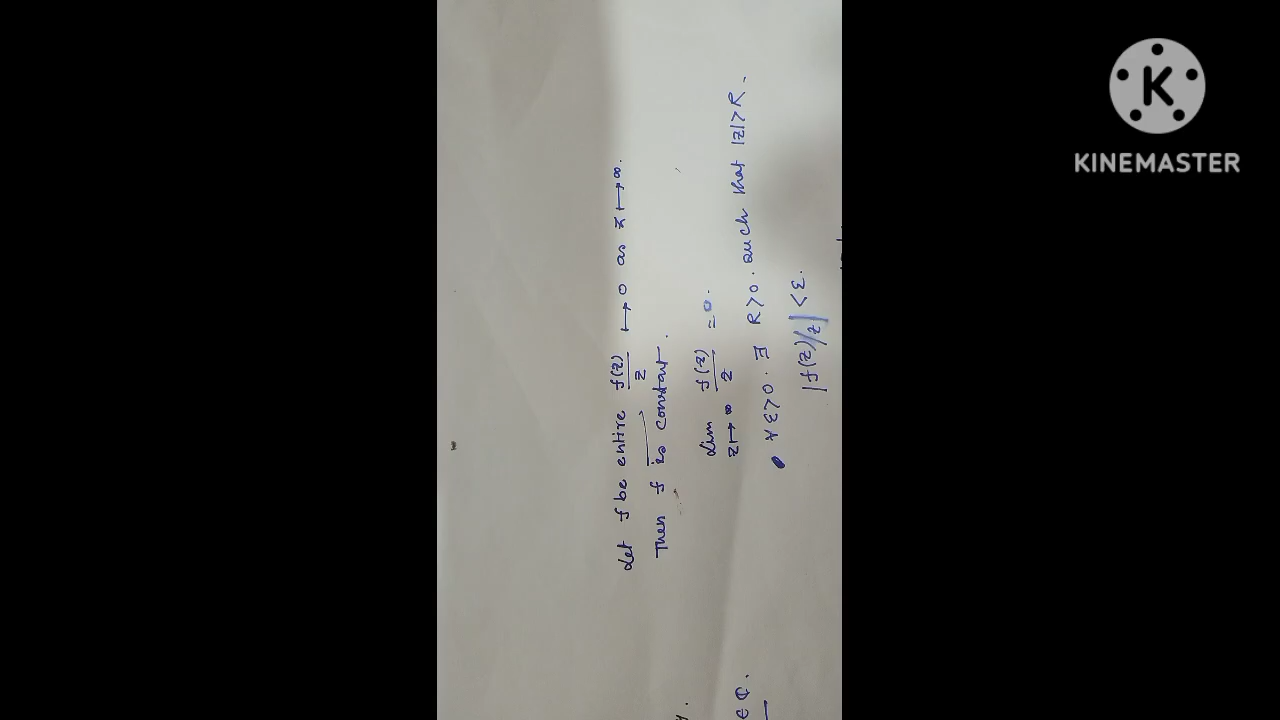 Let f be entire f(z)/z ↦ 0 as z ↦ ∞.
Then f is constant.
Lim f(z)/z = 0.
z ↦ ∞
• ∀ε>0. ∃ R>0. such that |z|>R.
|f(z)/z| < ε.
∈ ℂ.
KINEMASTER